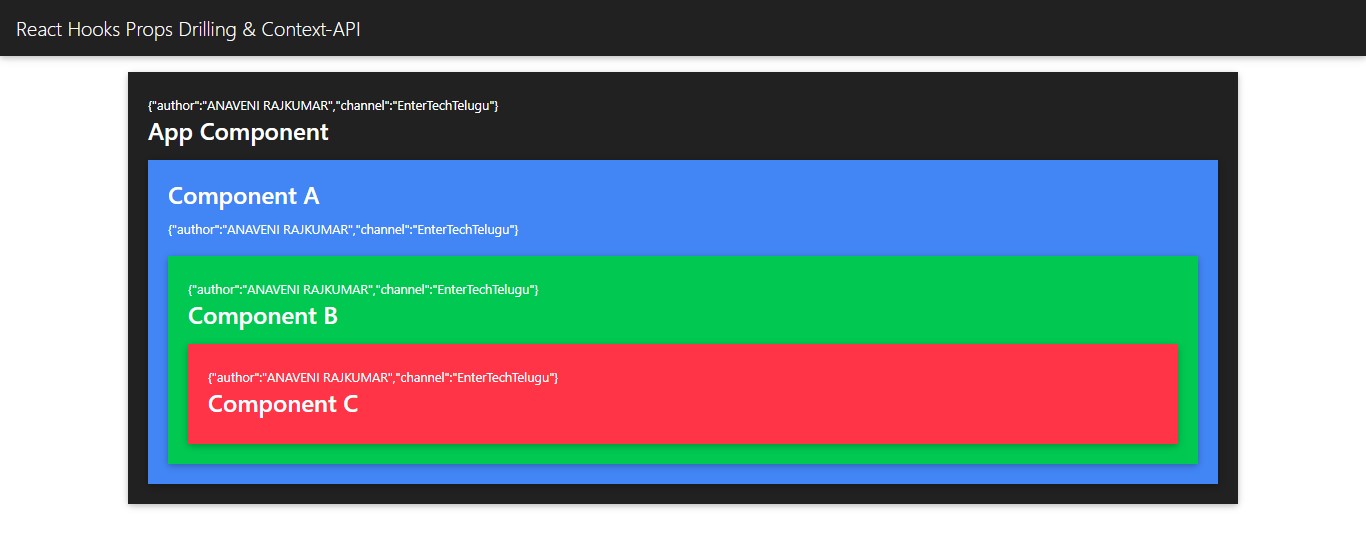 React Hooks Props Drilling & Context-API
{"author":"ANAVENI RAJKUMAR","channel":"EnterTechTelugu"}
App Component
Component A
{"author":"ANAVENI RAJKUMAR","channel":"EnterTechTelugu"}
{"author":"ANAVENI RAJKUMAR","channel":"EnterTechTelugu"}
Component B
{"author":"ANAVENI RAJKUMAR","channel":"EnterTechTelugu"}
Component C